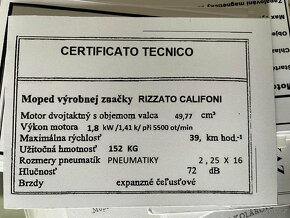 CERTIFICATO TECNICO
Moped výrobnej značky RIZZATO CALIFONI
Motor dvojtaktný s objemom valca 49,77 cm³
Výkon motora 1,8 kW /1,41 k/ při 5500 ot/min
Maximálna rýchlosť 39, km hod.-¹
Užitočná hmotnosť 152 KG
Rozmery pneumatík PNEUMATIKY 2,25 X 16
Hlučnosť 72 dB
Brzdy expanzné čeľusťové